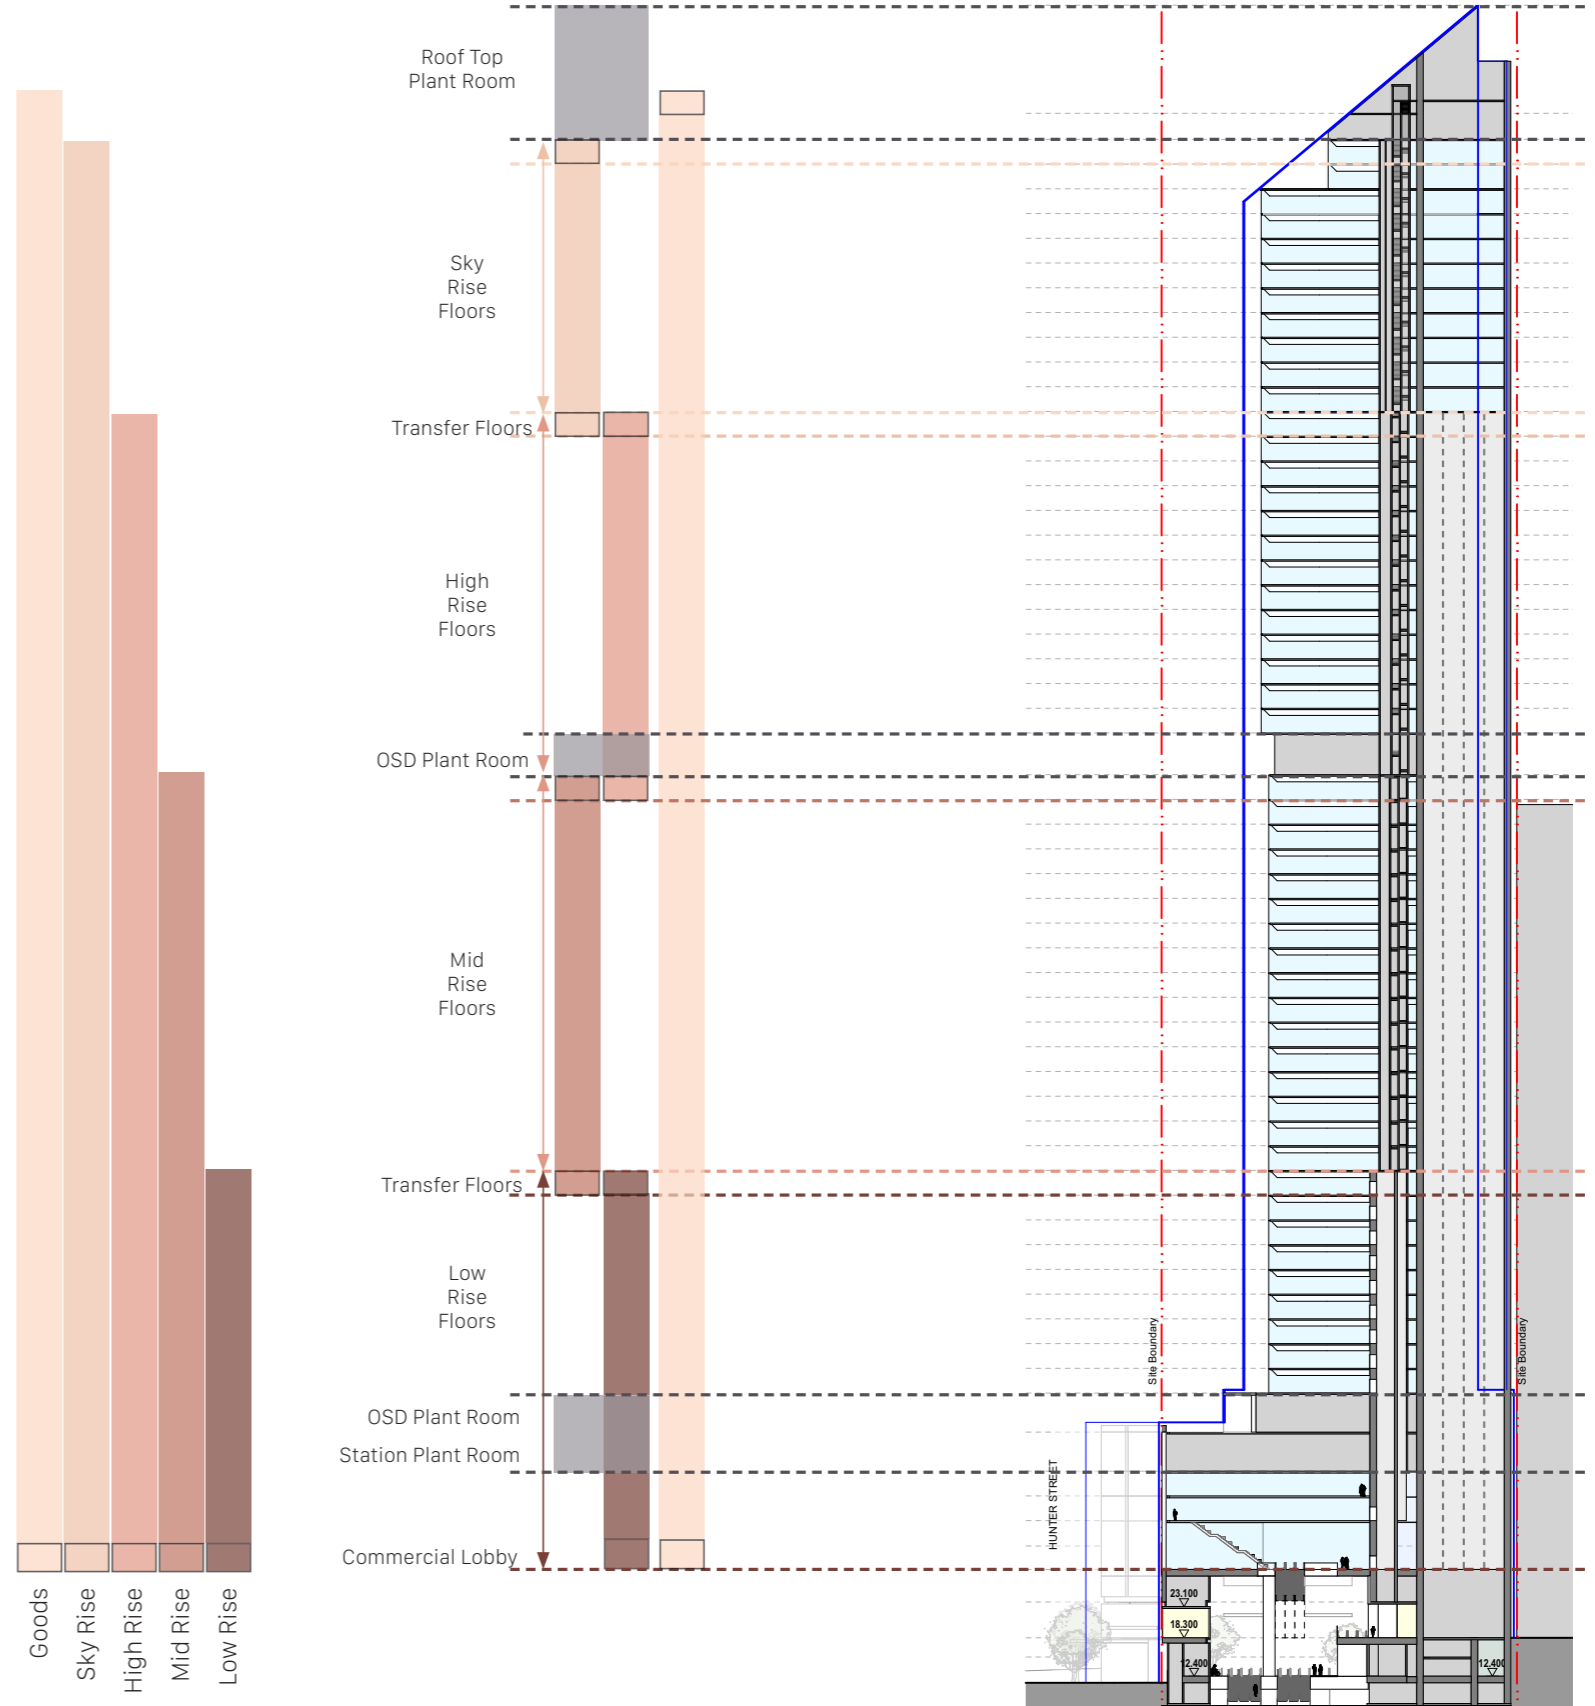 Roof Top
Plant Room
Sky
Rise
Floors
Transfer Floors
High
Rise
Floors
OSD Plant Room
Mid
Rise
Floors
Transfer Floors
Low
Rise
Floors
OSD Plant Room
Station Plant Room
Commercial Lobby
Goods
Sky Rise
High Rise
Mid Rise
Low Rise
Site Boundary
Site Boundary
HUNTER STREET
23.100
18.300
12.400
12.400